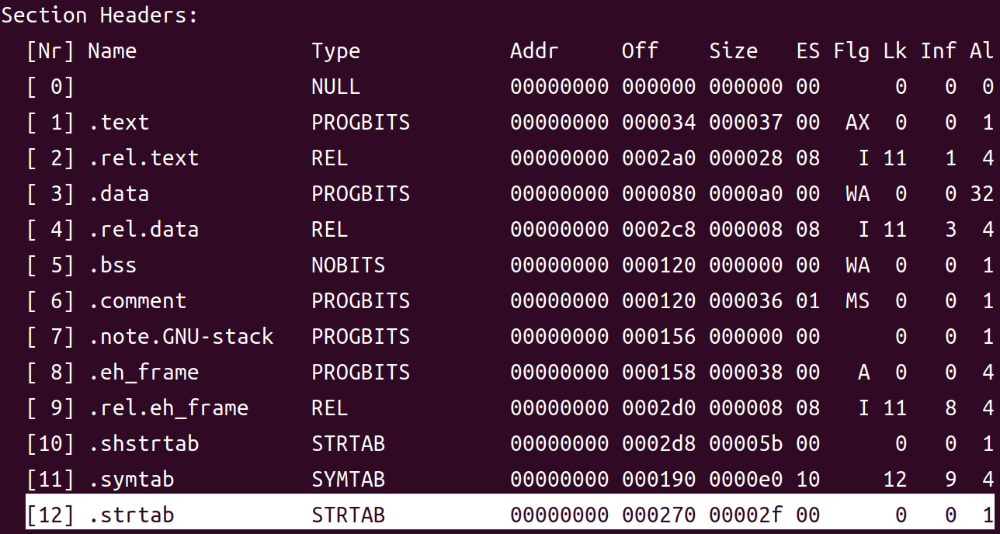 Section Headers:
[Nr] Name Type Addr Off Size ES Flg Lk Inf Al
[ 0] NULL 00000000 000000 000000 00 0 0 0
[ 1] .text PROGBITS 00000000 000034 000037 00 AX 0 0 1
[ 2] .rel.text REL 00000000 0002a0 000028 08 I 11 1 4
[ 3] .data PROGBITS 00000000 000080 0000a0 00 WA 0 0 32
[ 4] .rel.data REL 00000000 0002c8 000008 08 I 11 3 4
[ 5] .bss NOBITS 00000000 000120 000000 00 WA 0 0 1
[ 6] .comment PROGBITS 00000000 000120 000036 01 MS 0 0 1
[ 7] .note.GNU-stack PROGBITS 00000000 000156 000000 00 0 0 1
[ 8] .eh_frame PROGBITS 00000000 000158 000038 00 A 0 0 4
[ 9] .rel.eh_frame REL 00000000 0002d0 000008 08 I 11 8 4
[10] .shstrtab STRTAB 00000000 0002d8 00005b 00 0 0 1
[11] .symtab SYMTAB 00000000 000190 0000e0 10 12 9 4
[12] .strtab STRTAB 00000000 000270 00002f 00 0 0 1